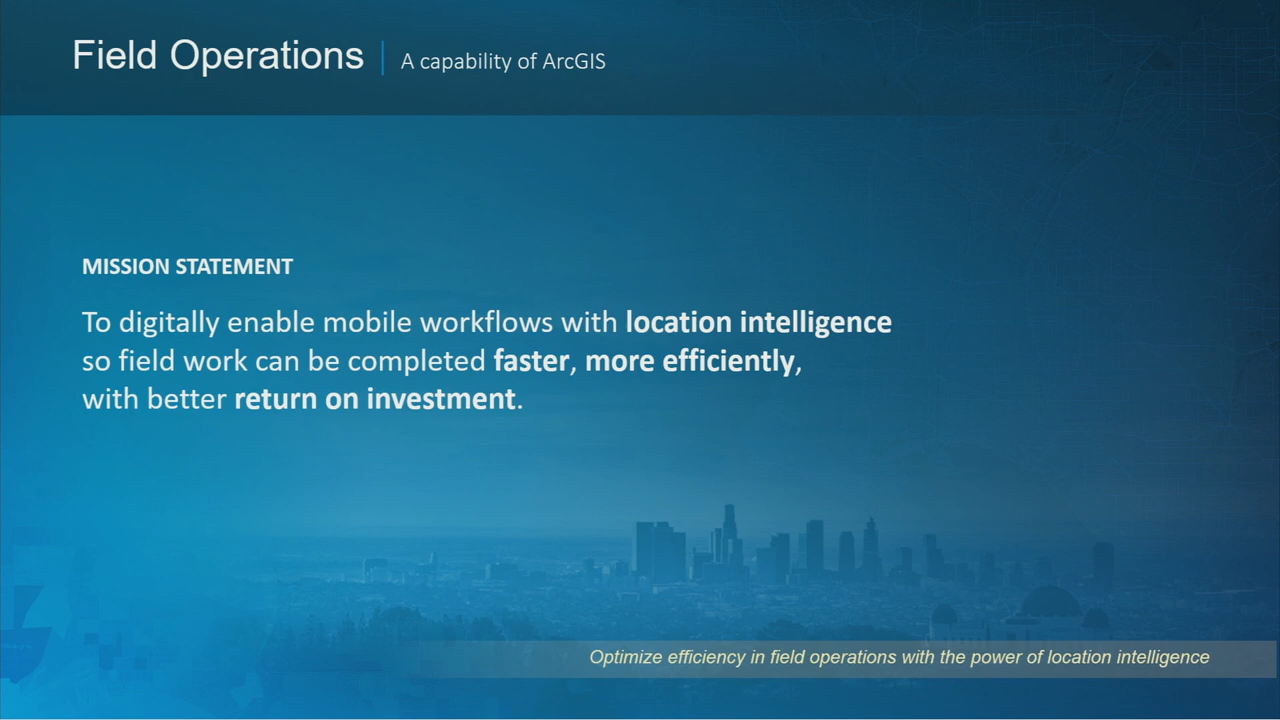 Field Operations | A capability of ArcGIS
MISSION STATEMENT
To digitally enable mobile workflows with location intelligence
so field work can be completed faster, more efficiently,
with better return on investment.
Optimize efficiency in field operations with the power of location intelligence